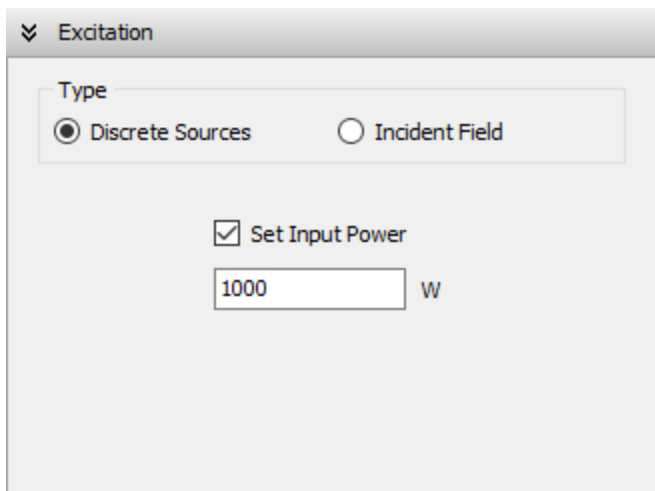 Excitation
Type
Discrete Sources Incident Field
Set Input Power
1000 W